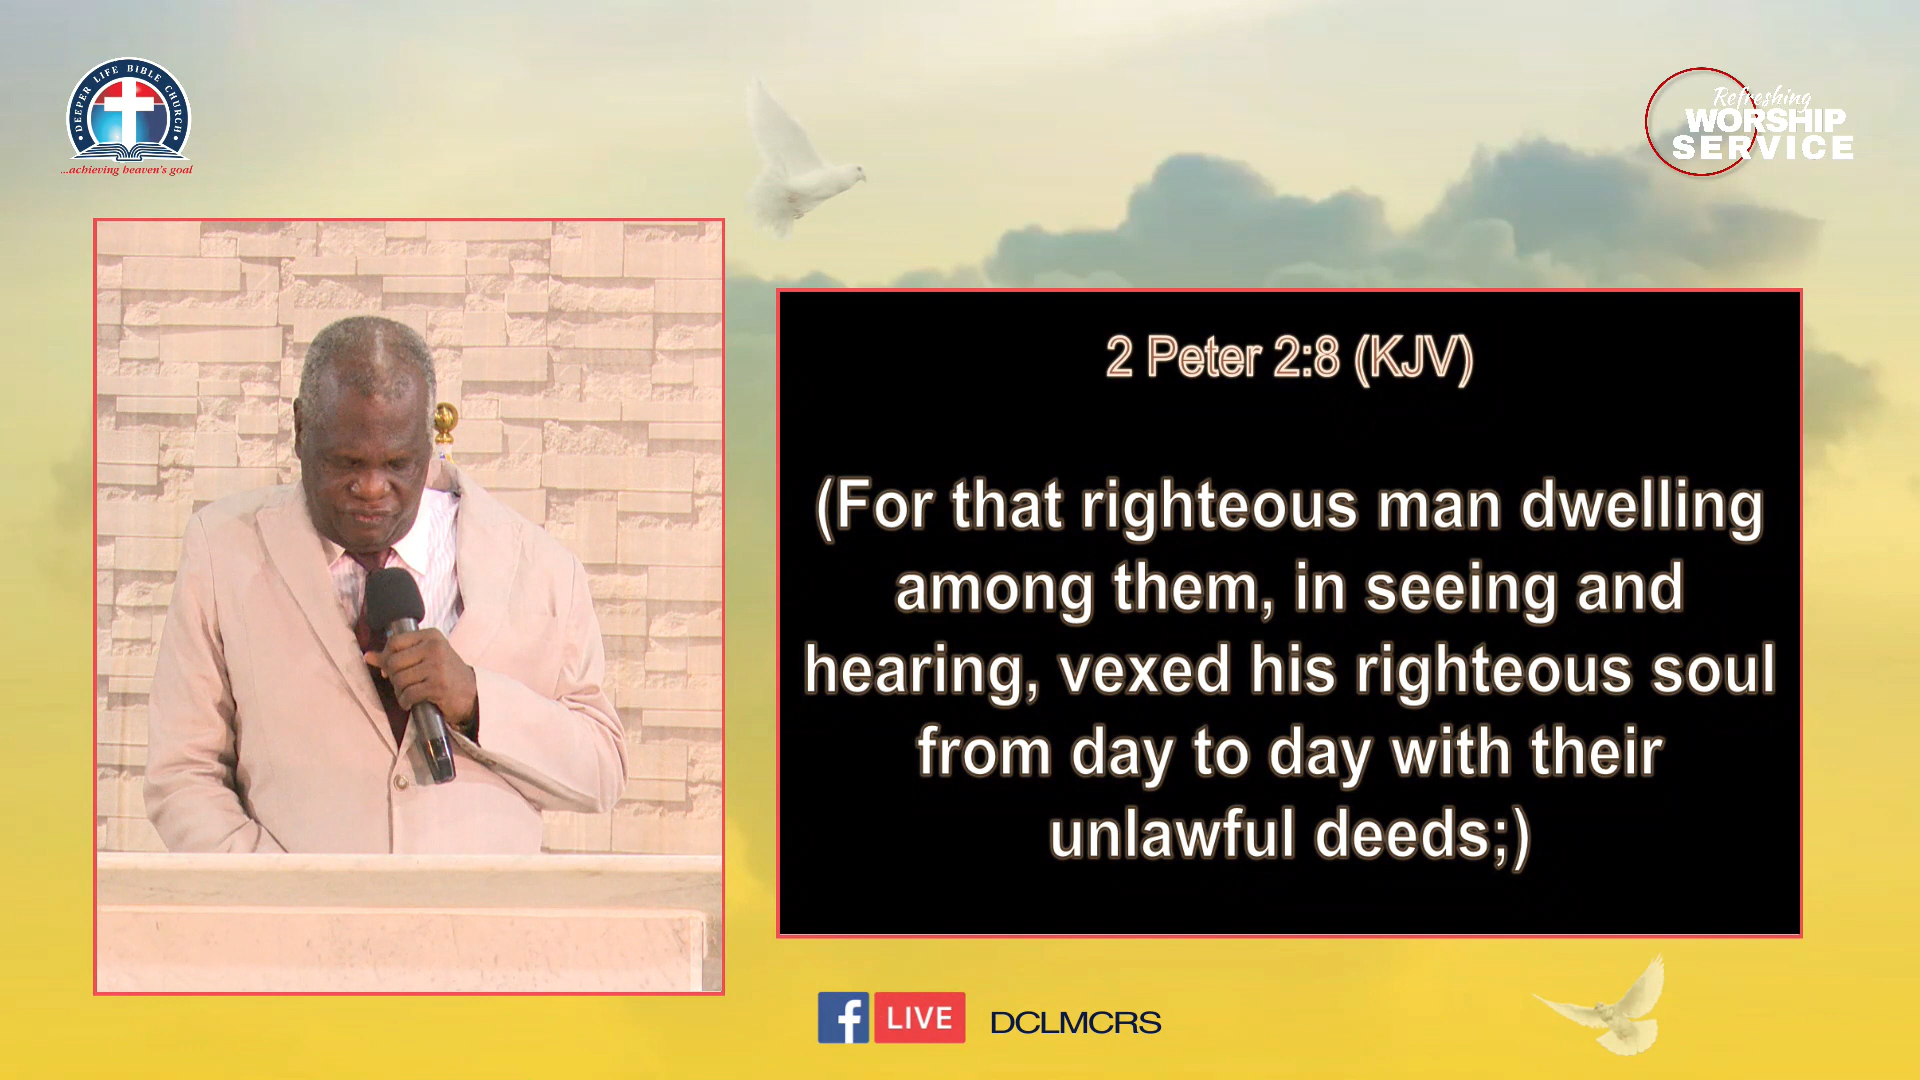 DEEPER LIFE BIBLE CHURCH
...achieving heaven's goal
Refreshing
WORSHIP
SERVICE
2 Peter 2:8 (KJV)
(For that righteous man dwelling
among them, in seeing and
hearing, vexed his righteous soul
from day to day with their
unlawful deeds;)
f LIVE DCLMCRS